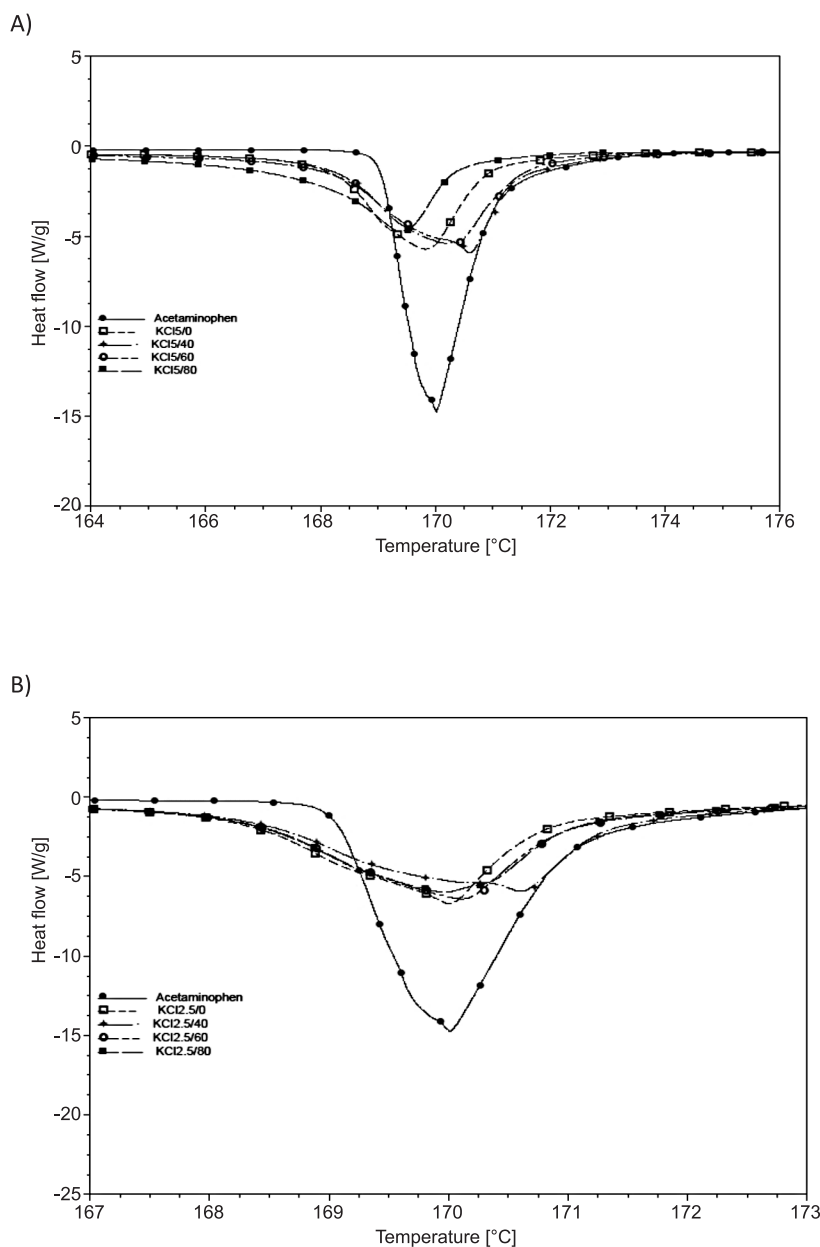 A)
5
0
-5
-10
-15
-20
Heat flow [W/g]
Acetaminophen
KCl5/0
KCl5/40
KCl5/60
KCl5/80
164
166
168
170
172
174
176
Temperature [°C]
B)
5
0
-5
-10
-15
-20
-25
Heat flow [W/g]
Acetaminophen
KCl2.5/0
KCl2.5/40
KCl2.5/60
KCl2.5/80
167
168
169
170
171
172
173
Temperature [°C]